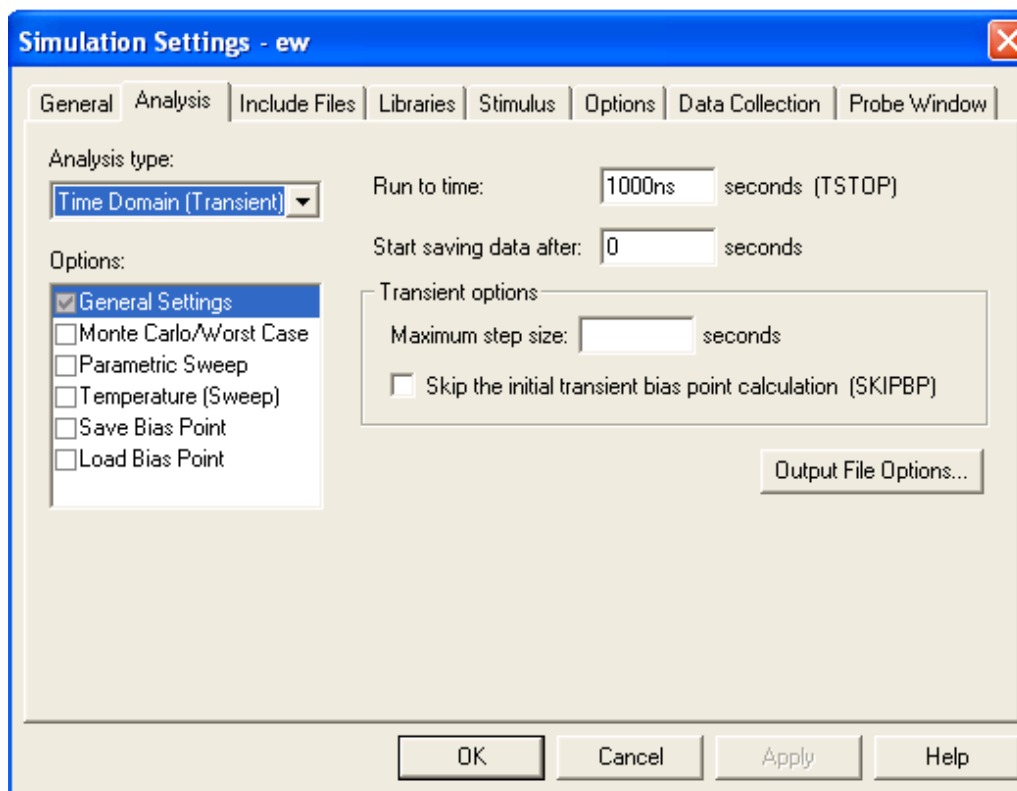 Simulation Settings - ew
General Analysis Include Files Libraries Stimulus Options Data Collection Probe Window
Analysis type:
Time Domain (Transient)
Options:
General Settings
Monte Carlo/Worst Case
Parametric Sweep
Temperature (Sweep)
Save Bias Point
Load Bias Point
Run to time: 1000ns seconds (TSTOP)
Start saving data after: 0 seconds
Transient options
Maximum step size: seconds
Skip the initial transient bias point calculation (SKIPBP)
Output File Options...
OK Cancel Apply Help